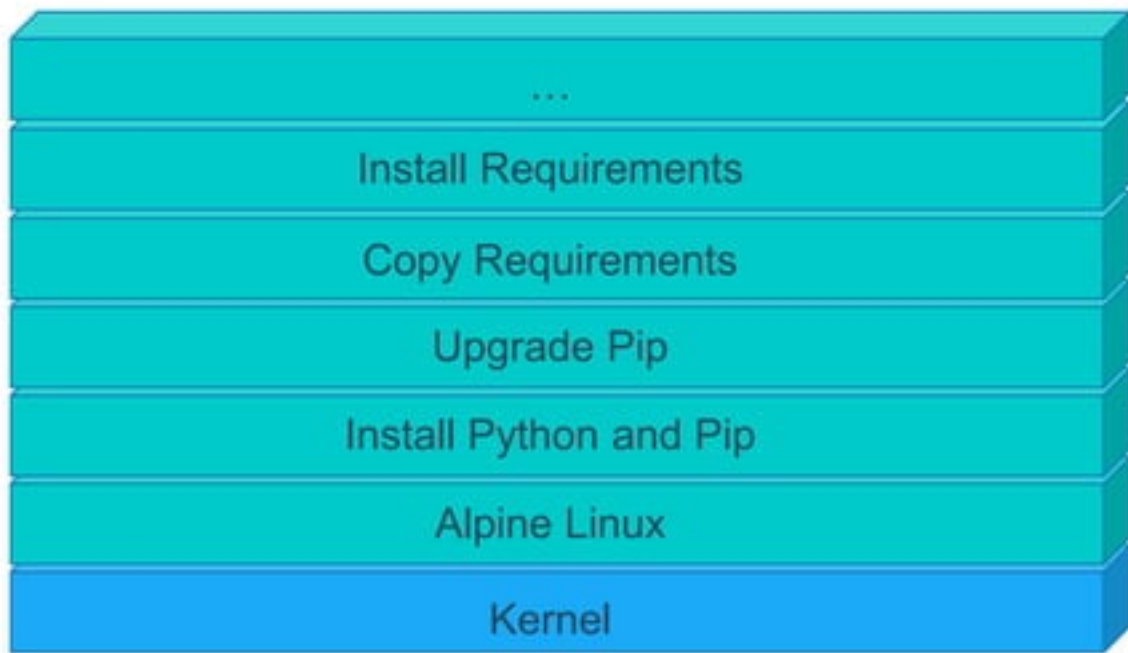 ...
Install Requirements
Copy Requirements
Upgrade Pip
Install Python and Pip
Alpine Linux
Kernel